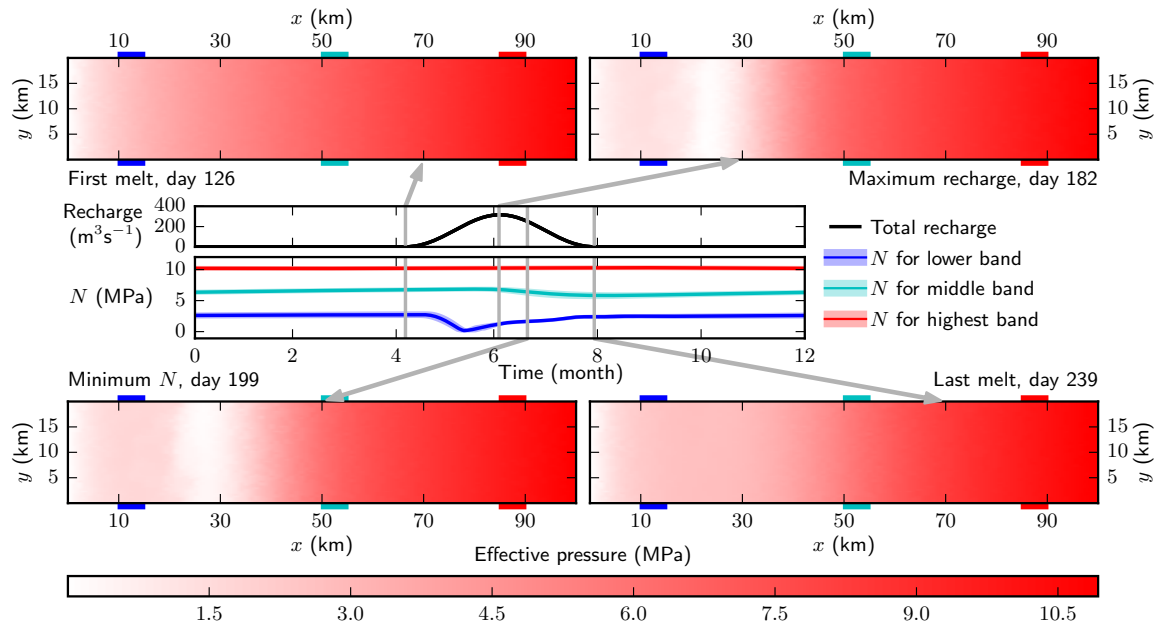 x (km) x (km)
10 30 50 70 90 10 30 50 70 90
y (km) 15 10 5 15 10 5 y (km)
First melt, day 126 Maximum recharge, day 182
Recharge (m³s⁻¹) 400 200 0
Total recharge
N for lower band
N (MPa) 10 5 0
N for middle band
N for highest band
0 2 4 6 8 10 12
Time (month)
Minimum N, day 199 Last melt, day 239
y (km) 15 10 5 15 10 5 y (km)
10 30 50 70 90 10 30 50 70 90
x (km) x (km)
Effective pressure (MPa)
1.5 3.0 4.5 6.0 7.5 9.0 10.5